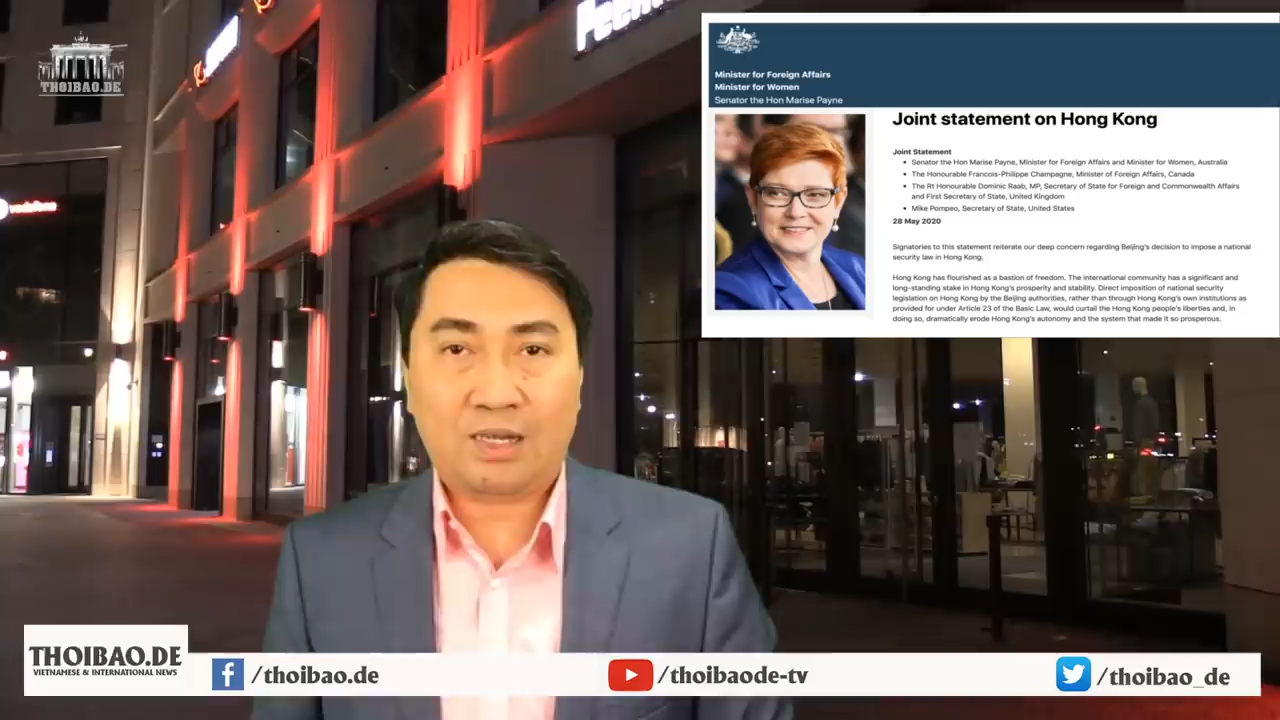 THOIBAO.DE
vodafone
Minister for Foreign Affairs
Minister for Women
Senator the Hon Marise Payne
Joint statement on Hong Kong
Joint Statement
• Senator the Hon Marise Payne, Minister for Foreign Affairs and Minister for Women, Australia
• The Honourable Francois-Philippe Champagne, Minister of Foreign Affairs, Canada
• The Rt Honourable Dominic Raab, MP, Secretary of State for Foreign and Commonwealth Affairs
and First Secretary of State, United Kingdom
• Mike Pompeo, Secretary of State, United States
28 May 2020
Signatories to this statement reiterate our deep concern regarding Beijing's decision to impose a national
security law in Hong Kong.
Hong Kong has flourished as a bastion of freedom. The international community has a significant and
long-standing stake in Hong Kong's prosperity and stability. Direct imposition of national security
legislation on Hong Kong by the Beijing authorities, rather than through Hong Kong's own institutions as
provided for under Article 23 of the Basic Law, would curtail the Hong Kong people's liberties and, in
doing so, dramatically erode Hong Kong's autonomy and the system that made it so prosperous.
THOIBAO.DE
VIETNAMESE & INTERNATIONAL NEWS
/thoibao.de
/thoibaode-tv
/thoibao_de